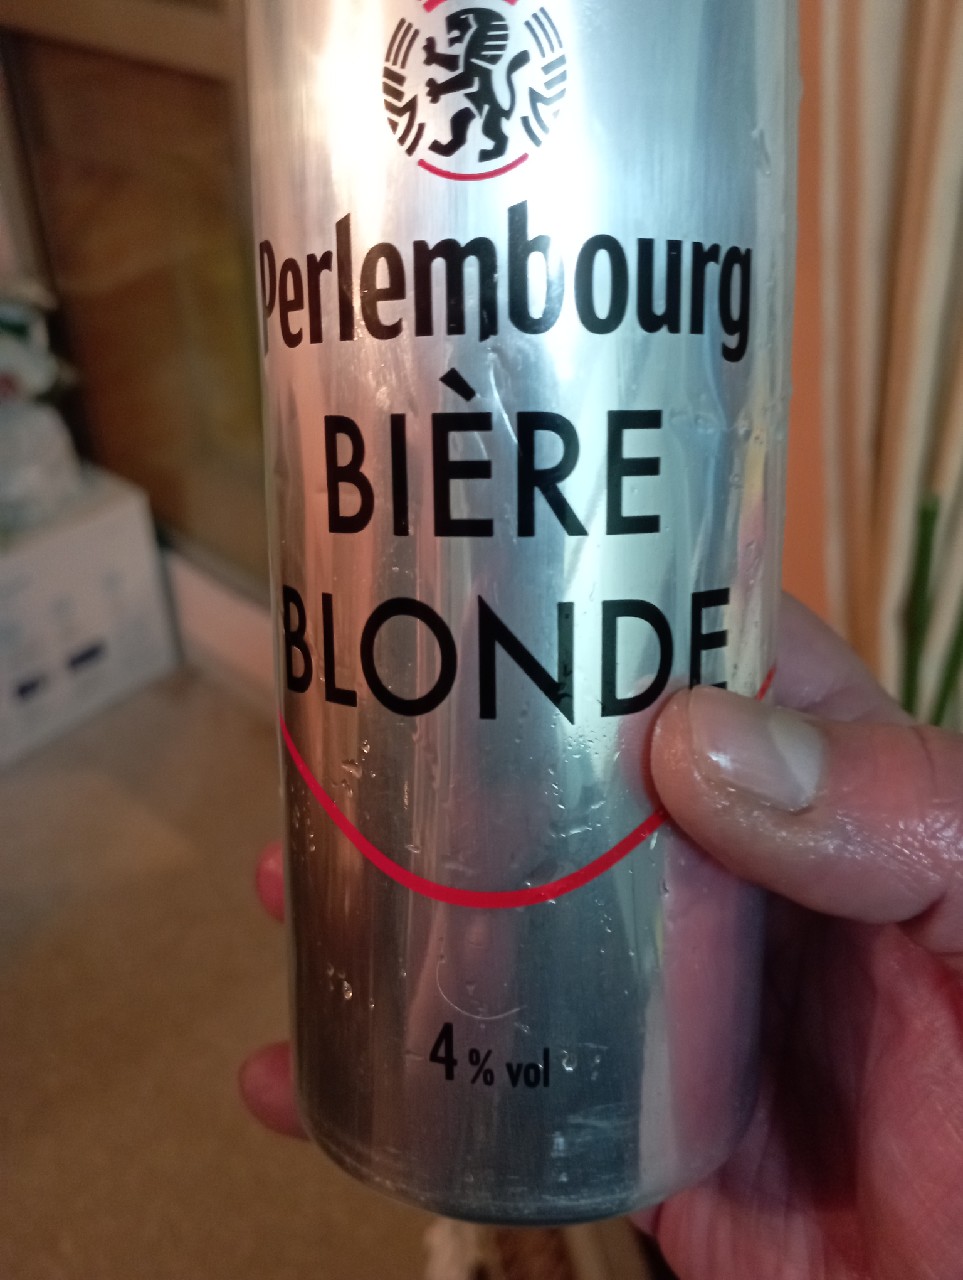 Perlembourg
BIÈRE
BLONDE
4 % vol